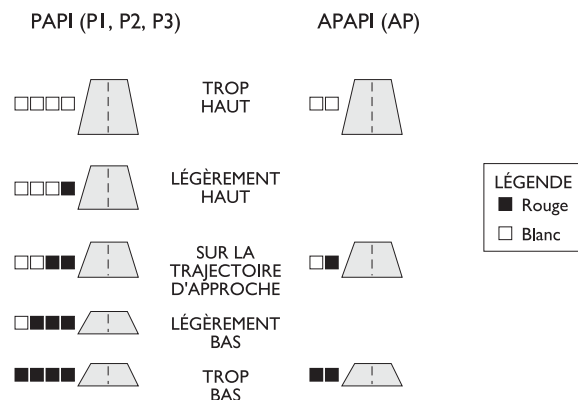 PAPI (P1, P2, P3)
APAPI (AP)
TROP
HAUT
LÉGÈREMENT
HAUT
SUR LA
TRAJECTOIRE
D'APPROCHE
LÉGÈREMENT
BAS
TROP
BAS
LÉGENDE
Rouge
Blanc